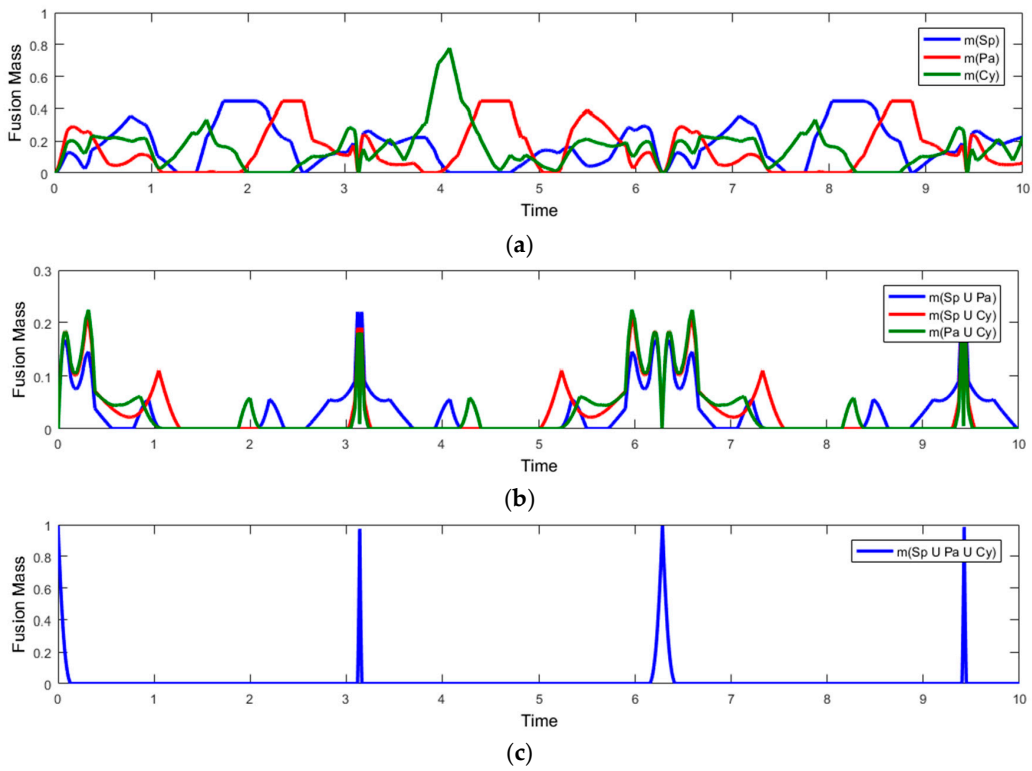 1
0.8
0.6
0.4
0.2
0
Fusion Mass
m(Sp)
m(Pa)
m(Cy)
0 1 2 3 4 5 6 7 8 9 10
Time
(a)
0.3
0.2
0.1
0
Fusion Mass
m(Sp U Pa)
m(Sp U Cy)
m(Pa U Cy)
0 1 2 3 4 5 6 7 8 9 10
Time
(b)
1
0.8
0.6
0.4
0.2
0
Fusion Mass
m(Sp U Pa U Cy)
0 1 2 3 4 5 6 7 8 9 10
Time
(c)